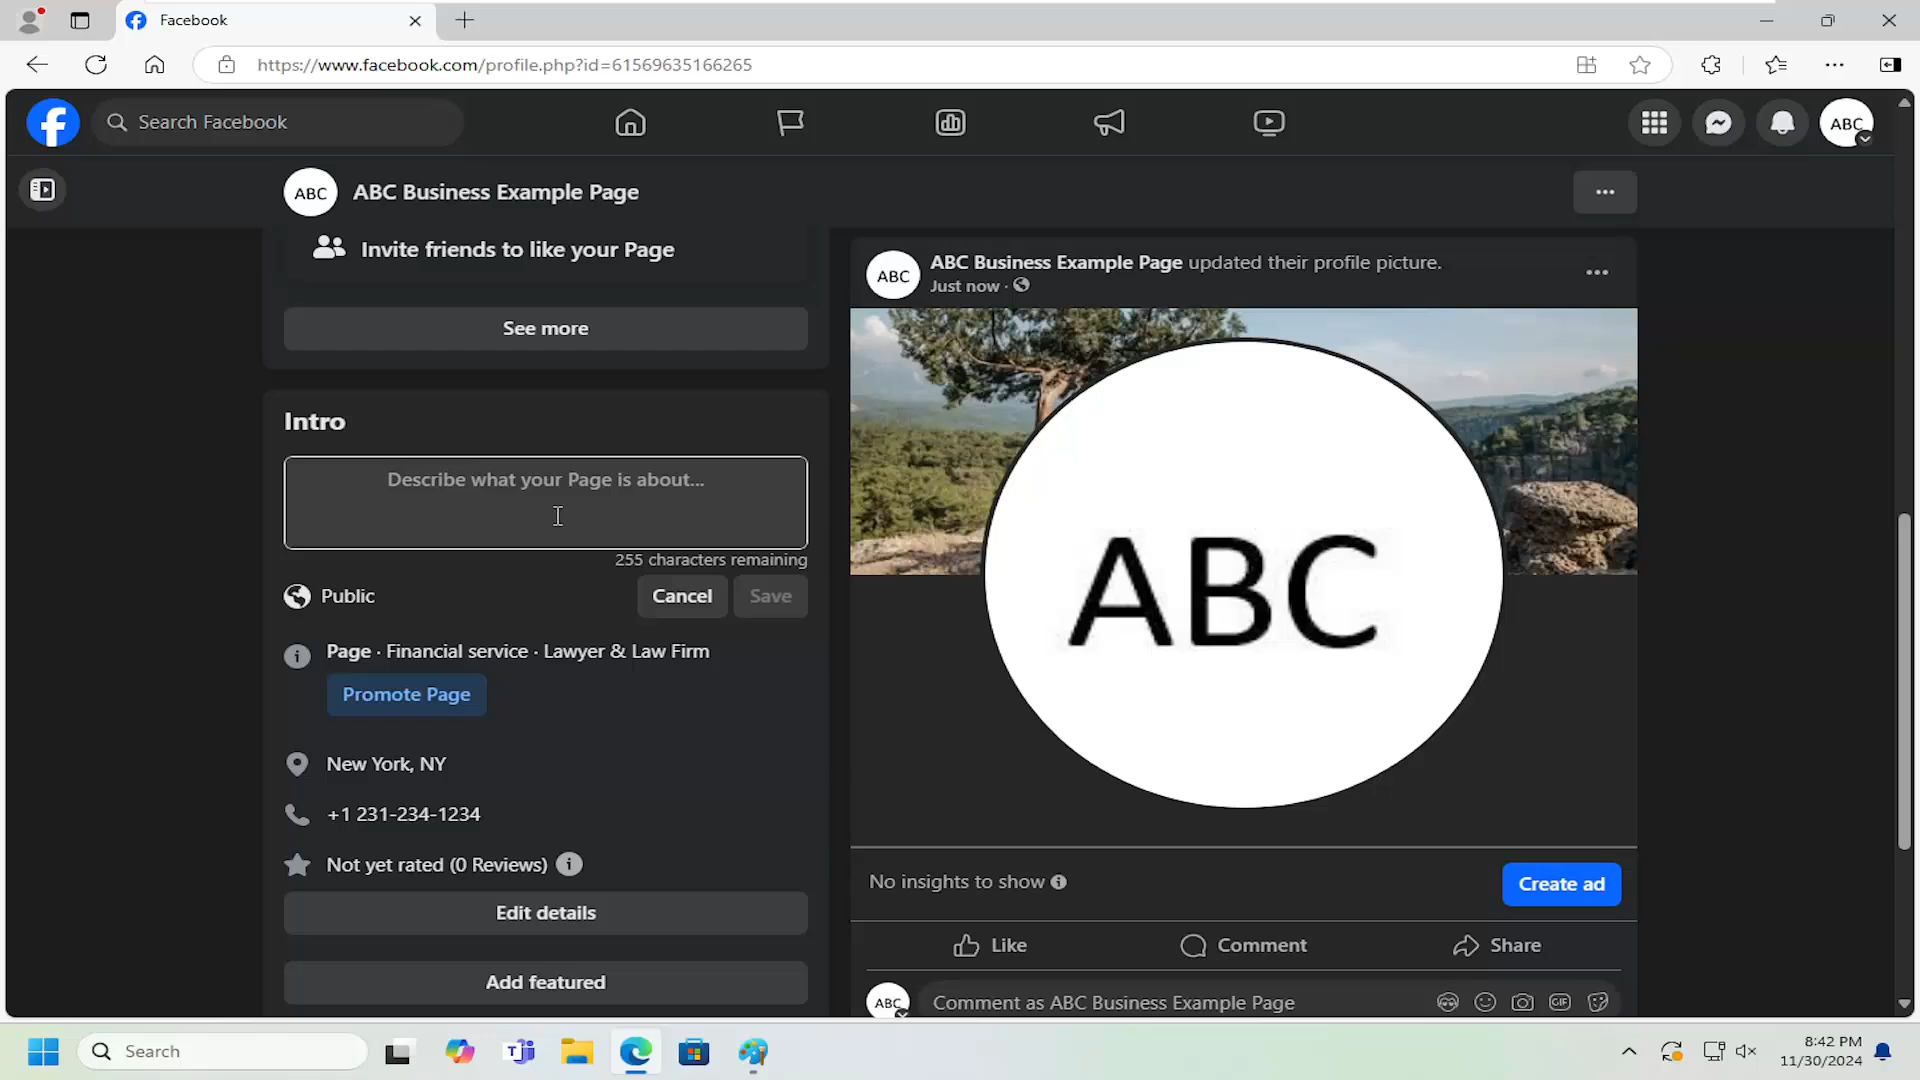 Facebook
https://www.facebook.com/profile.php?id=61569635166265
Search Facebook
ABC
ABC
ABC Business Example Page
Invite friends to like your Page
See more
Intro
Describe what your Page is about...
255 characters remaining
Public
Cancel
Save
Page · Financial service · Lawyer & Law Firm
Promote Page
New York, NY
+1 231-234-1234
Not yet rated (0 Reviews)
Edit details
Add featured
ABC
ABC Business Example Page updated their profile picture.
Just now ·
ABC
No insights to show
Create ad
Like
Comment
Share
ABC
Comment as ABC Business Example Page
GIF
Search
8:42 PM
11/30/2024